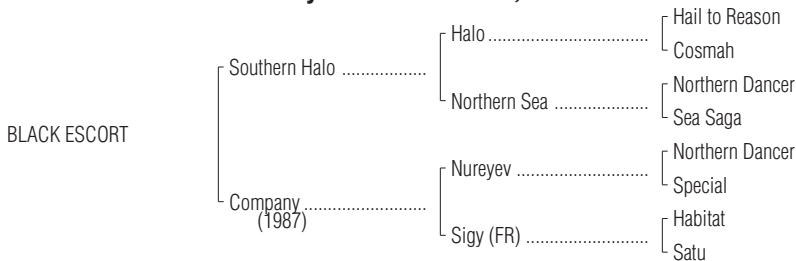 Hail to Reason
Halo ........................................
Cosmah
Southern Halo ...................
Northern Dancer
Northern Sea .......................
Sea Saga
BLACK ESCORT
Northern Dancer
Nureyev .................................
Special
Company ...........................
(1987)
Habitat
Sigy (FR) ..............................
Satu